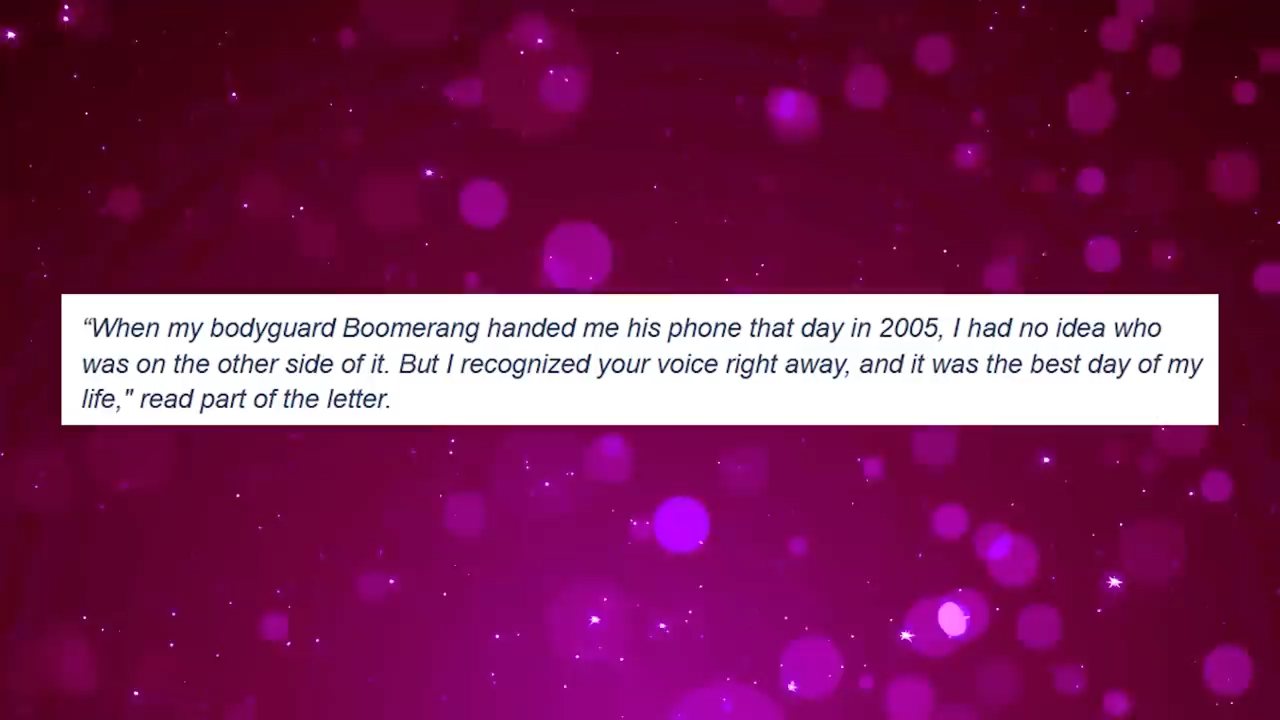 “When my bodyguard Boomerang handed me his phone that day in 2005, I had no idea who
was on the other side of it. But I recognized your voice right away, and it was the best day of my
life," read part of the letter.